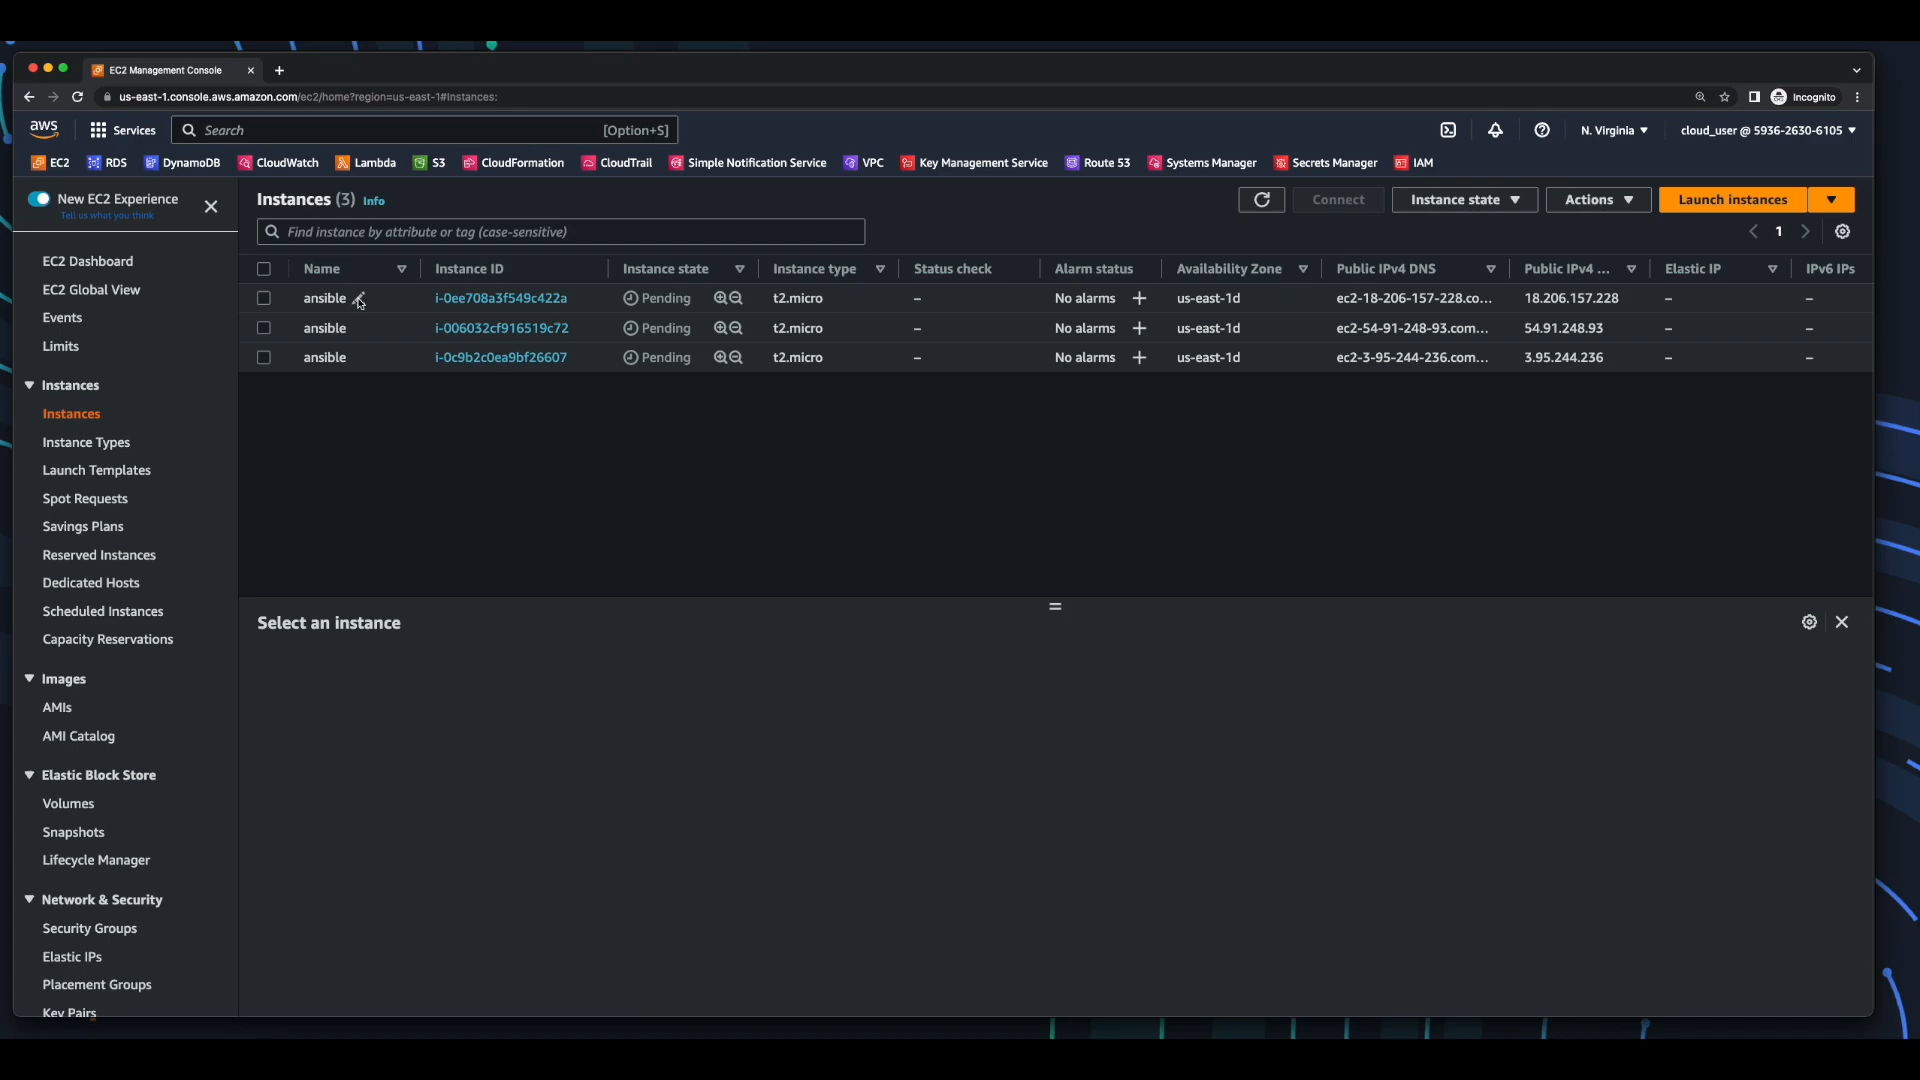 EC2 Management Console
us-east-1.console.aws.amazon.com/ec2/home?region=us-east-1#Instances:
Incognito
aws
Services
Search
[Option+S]
N. Virginia
cloud_user @ 5936-2630-6105
EC2
RDS
DynamoDB
CloudWatch
Lambda
S3
CloudFormation
CloudTrail
Simple Notification Service
VPC
Key Management Service
Route 53
Systems Manager
Secrets Manager
IAM
New EC2 Experience
Tell us what you think
EC2 Dashboard
EC2 Global View
Events
Limits
Instances
Instances
Instance Types
Launch Templates
Spot Requests
Savings Plans
Reserved Instances
Dedicated Hosts
Scheduled Instances
Capacity Reservations
Images
AMIs
AMI Catalog
Elastic Block Store
Volumes
Snapshots
Lifecycle Manager
Network & Security
Security Groups
Elastic IPs
Placement Groups
Key Pairs
Instances (3) Info
Connect
Instance state
Actions
Launch instances
Find instance by attribute or tag (case-sensitive)
1
Name Instance ID Instance state Instance type Status check Alarm status Availability Zone Public IPv4 DNS Public IPv4 ... Elastic IP IPv6 IPs
ansible i-0ee708a3f549c422a Pending t2.micro – No alarms + us-east-1d ec2-18-206-157-228.co... 18.206.157.228 – –
ansible i-006032cf916519c72 Pending t2.micro – No alarms + us-east-1d ec2-54-91-248-93.com... 54.91.248.93 – –
ansible i-0c9b2c0ea9bf26607 Pending t2.micro – No alarms + us-east-1d ec2-3-95-244-236.com... 3.95.244.236 – –
Select an instance